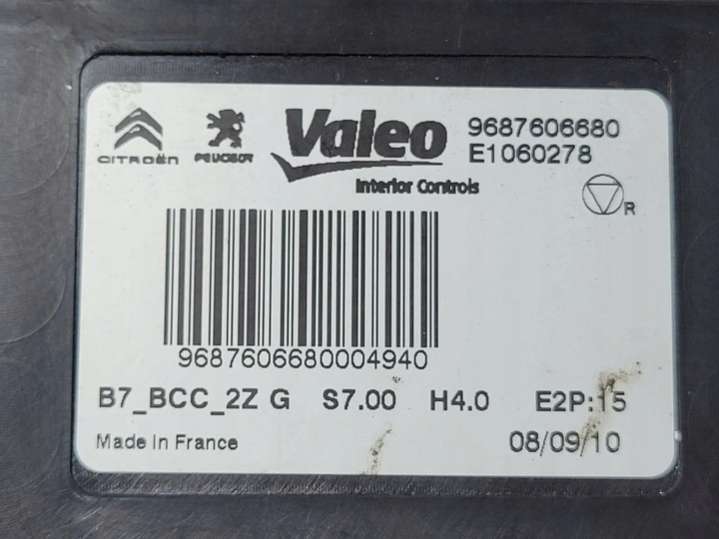 CITROËN PEUGEOT Valeo 9687606680
E1060278
Interior Controls
R
9687606680004940
B7_BCC_2Z G S7.00 H4.0 E2P:15
Made in France 08/09/10